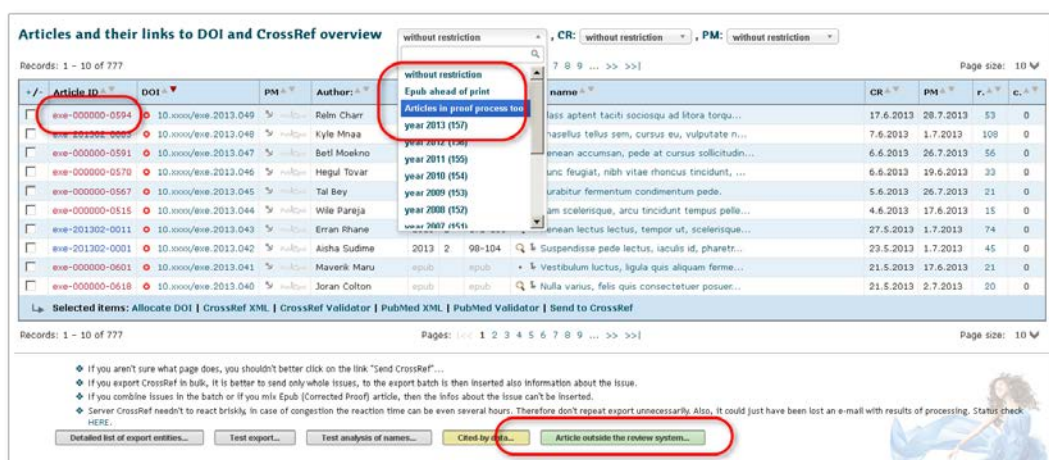 Articles and their links to DOI and CrossRef overview without restriction , CR: without restriction , PM: without restriction
Records: 1 - 10 of 777 7 8 9 ... >> >>| Page size: 10
without restriction
Epub ahead of print
Articles in proof process too
year 2013 (157)
year 2012 (156)
year 2011 (155)
year 2010 (154)
year 2009 (153)
year 2008 (152)
year 2007 (151)
+/- Article ID DOI PM Author: name CR PM r. c.
exe-000000-0594 10.xxxx/exe.2013.049 Relm Charr lass aptent taciti sociosqu ad litora torqu... 17.6.2013 28.7.2013 53 0
exe-201302-0003 10.xxxx/exe.2013.048 Kyle Mnaa hasellus tellus sem, cursus eu, vulputate n... 7.6.2013 1.7.2013 108 0
exe-000000-0591 10.xxxx/exe.2013.047 Betl Moekno enean accumsan, pede at cursus sollicitudin... 6.6.2013 26.7.2013 56 0
exe-000000-0570 10.xxxx/exe.2013.046 Hegul Tovar unc feugiat, nibh vitae rhoncus tincidunt, ... 6.6.2013 19.6.2013 33 0
exe-000000-0567 10.xxxx/exe.2013.045 Tal Bey urabitur fermentum condimentum pede. 5.6.2013 26.7.2013 21 0
exe-000000-0515 10.xxxx/exe.2013.044 Wile Pareja am scelerisque, arcu tincidunt tempus pelle... 4.6.2013 17.6.2013 15 0
exe-201302-0011 10.xxxx/exe.2013.043 Erran Rhane enean lectus lectus, tempor ut, scelerisque... 27.5.2013 1.7.2013 74 0
exe-201302-0001 10.xxxx/exe.2013.042 Aisha Sudime 2013 2 98-104 Suspendisse pede lectus, iaculis id, pharetr... 23.5.2013 1.7.2013 45 0
exe-000000-0601 10.xxxx/exe.2013.041 Maverik Maru epub epub Vestibulum luctus, ligula quis aliquam ferme... 21.5.2013 17.6.2013 21 0
exe-000000-0618 10.xxxx/exe.2013.040 Joran Colton epub epub Nulla varius, felis quis consectetuer posuer... 21.5.2013 2.7.2013 20 0
Selected items: Allocate DOI | CrossRef XML | CrossRef Validator | PubMed XML | PubMed Validator | Send to CrossRef
Records: 1 - 10 of 777 Pages: |<< 1 2 3 4 5 6 7 8 9 ... >> >>| Page size: 10
If you aren't sure what page does, you shouldn't better click on the link "Send CrossRef"...
If you export CrossRef in bulk, it is better to send only whole issues, to the export batch is then inserted also information about the issue.
If you combine issues in the batch or if you mix Epub (Corrected Proof) article, then the infos about the issue can't be inserted.
Server CrossRef needn't to react briskly, in case of congestion the reaction time can be even several hours. Therefore don't repeat export unnecessarily. Also, it could just have been lost an e-mail with results of processing. Status check
HERE.
Detailed list of export entities... Test export... Test analysis of names... Cited-by data... Article outside the review system...